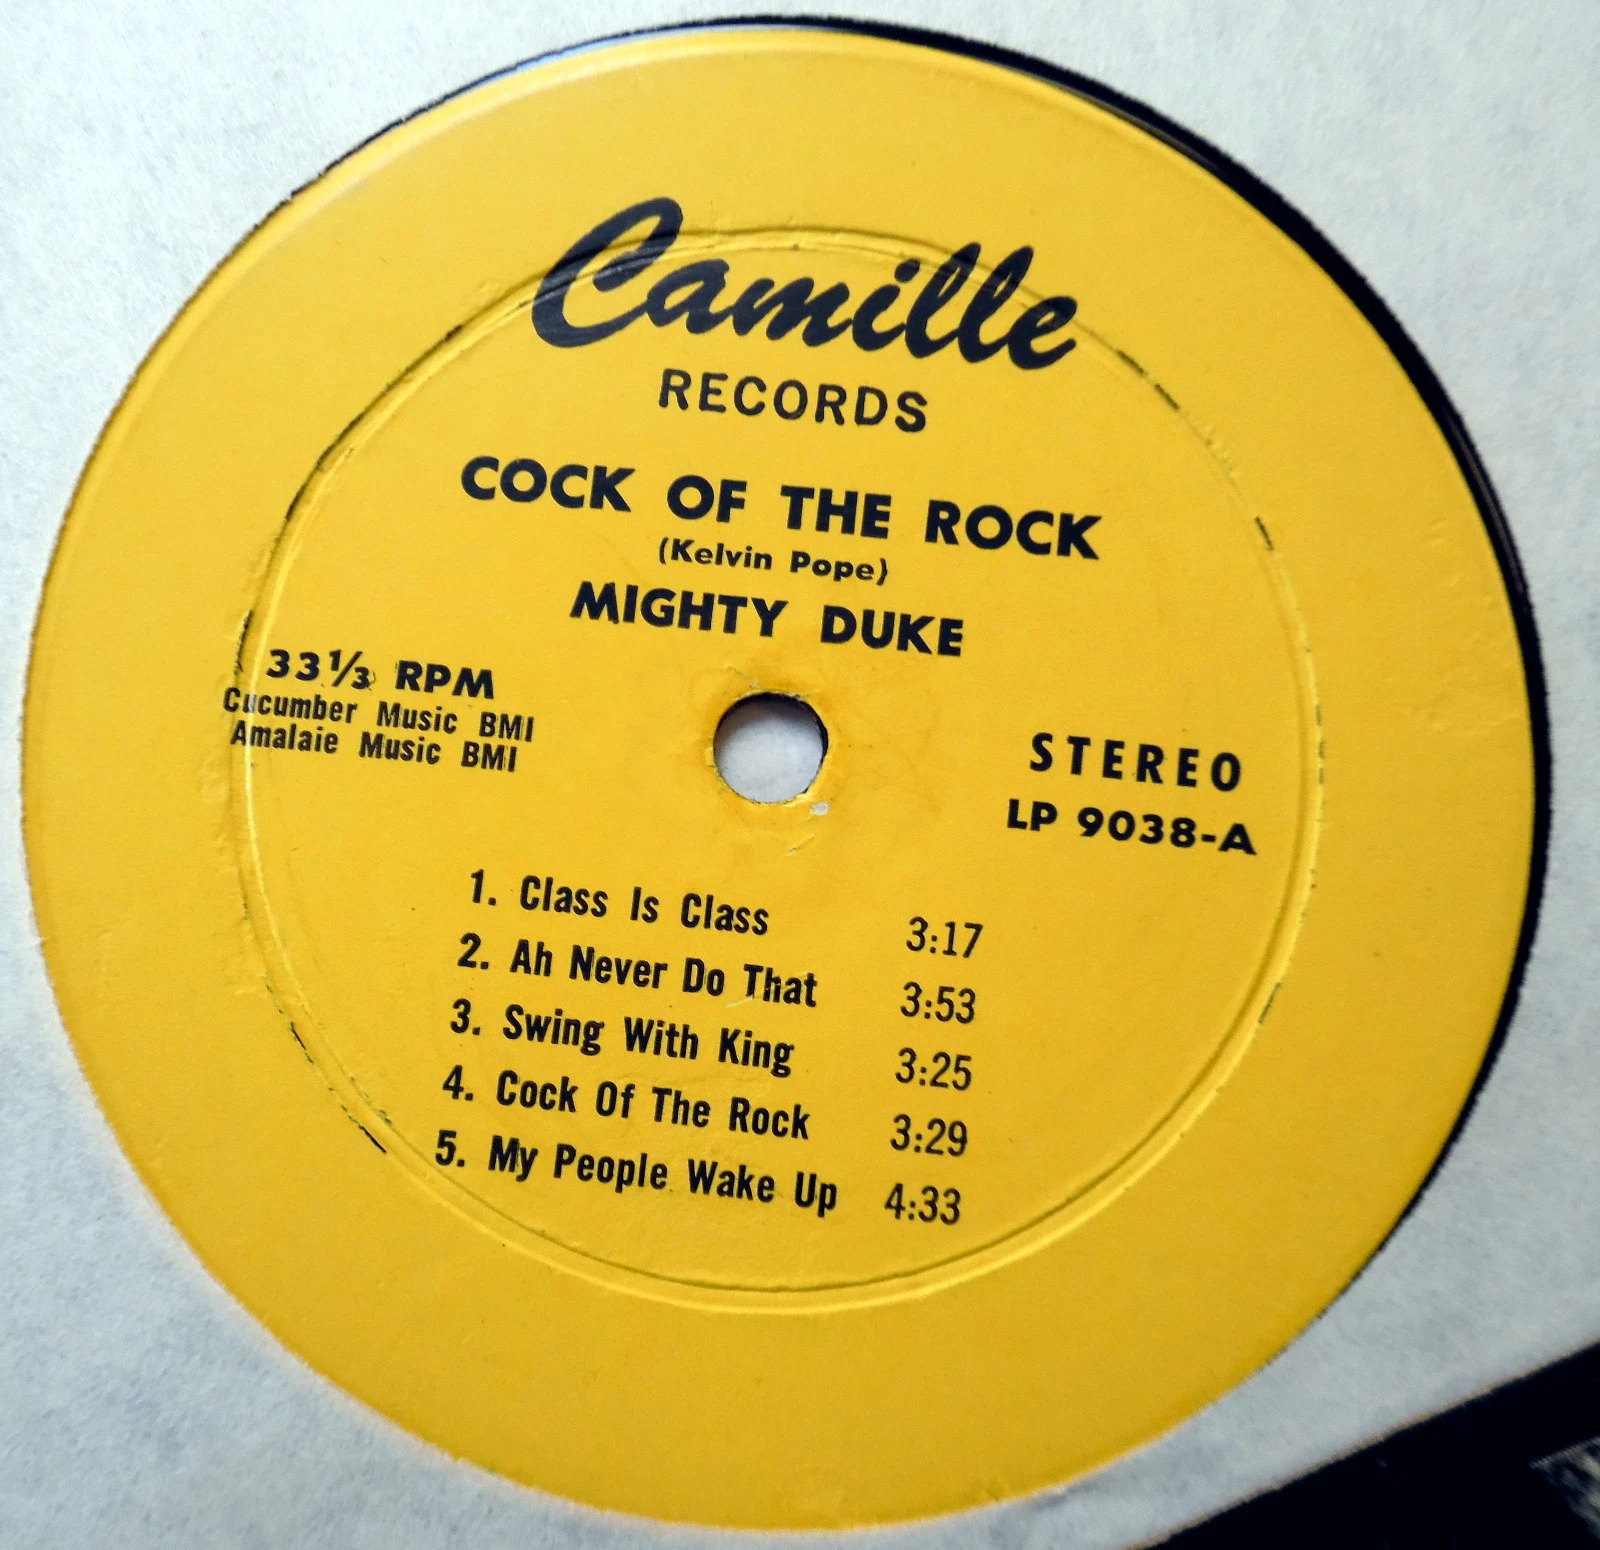 Camille
RECORDS
COCK OF THE ROCK
(Kelvin Pope)
MIGHTY DUKE
33⅓ RPM
Cucumber Music BMI
Amalaie Music BMI
STEREO
LP 9038-A
1. Class Is Class 3:17
2. Ah Never Do That 3:53
3. Swing With King 3:25
4. Cock Of The Rock 3:29
5. My People Wake Up 4:33